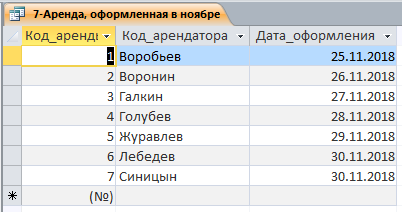 7-Аренда, оформленная в ноябре
Код_аренды Код_арендатора Дата_оформления
1 Воробьев 25.11.2018
2 Воронин 26.11.2018
3 Галкин 27.11.2018
4 Голубев 28.11.2018
5 Журавлев 29.11.2018
6 Лебедев 30.11.2018
7 Синицын 30.11.2018
(№)